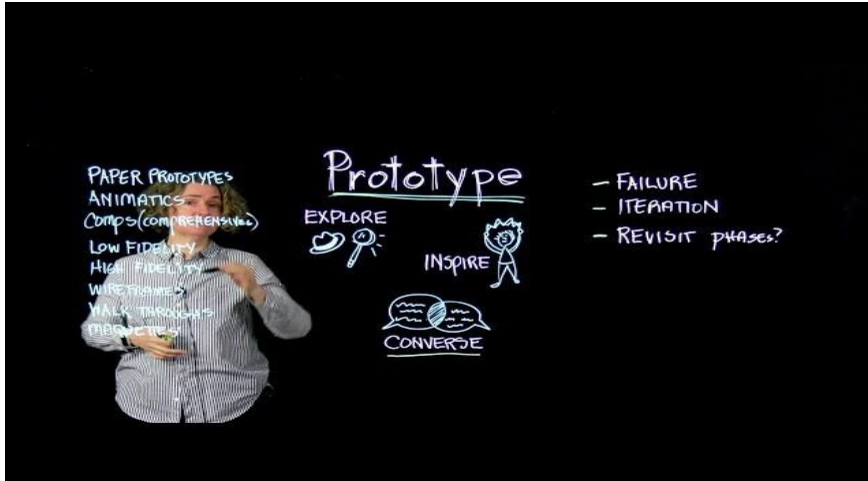 PAPER PROTOTYPES
ANIMATICS
COMPS (COMPREHENSIVES)
LOW FIDELITY
HIGH FIDELITY
WIREFRAMES
WALK THROUGHS
MAQUETTES
Prototype
EXPLORE
INSPIRE
CONVERSE
- FAILURE
- ITERATION
- REVISIT PHASES?